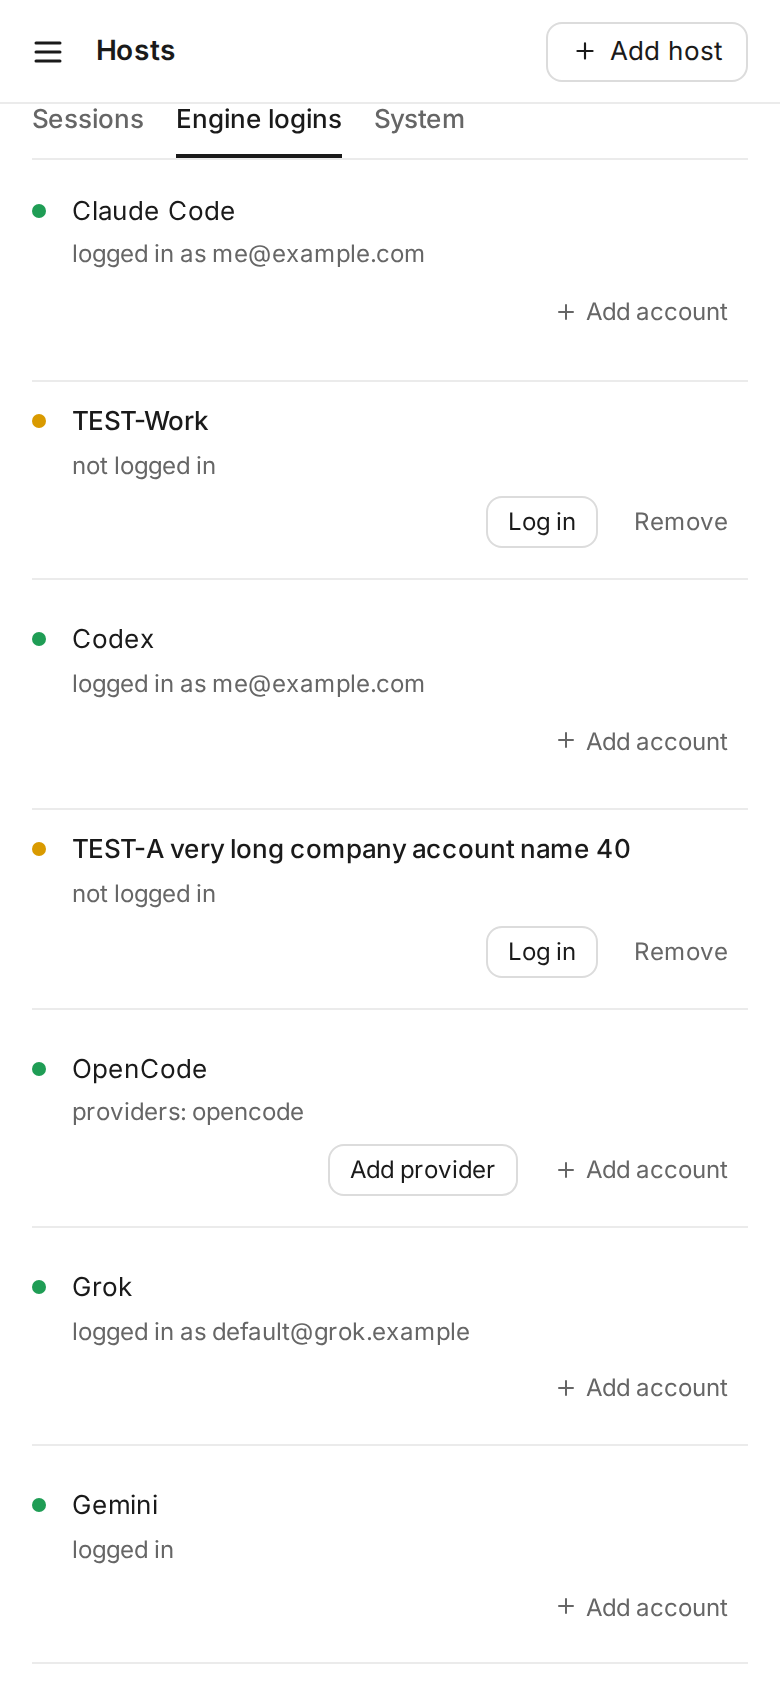 Hosts
+ Add host
Sessions Engine logins System
Claude Code
logged in as me@example.com
+ Add account
TEST-Work
not logged in
Log in Remove
Codex
logged in as me@example.com
+ Add account
TEST-A very long company account name 40
not logged in
Log in Remove
OpenCode
providers: opencode
Add provider + Add account
Grok
logged in as default@grok.example
+ Add account
Gemini
logged in
+ Add account